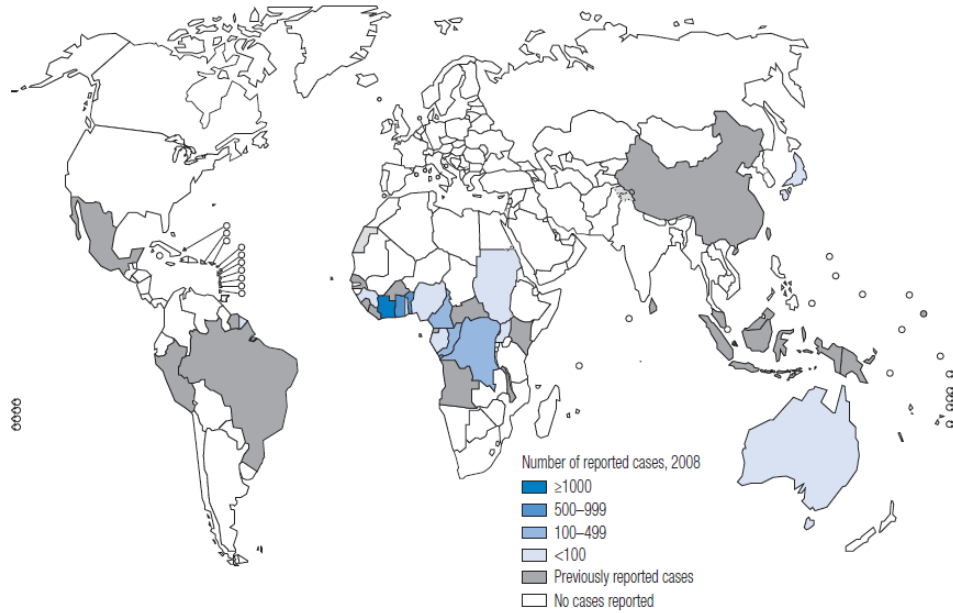 Number of reported cases, 2008
≥1000
500–999
100–499
<100
Previously reported cases
No cases reported